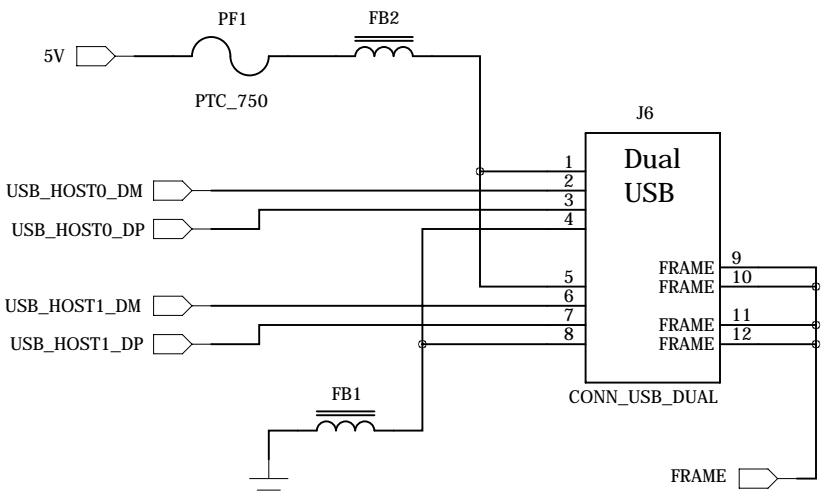 PF1
FB2
5V
PTC_750
J6
Dual
USB
1
2
3
4
USB_HOST0_DM
USB_HOST0_DP
9
10
11
12
FRAME
FRAME
FRAME
FRAME
5
6
7
8
USB_HOST1_DM
USB_HOST1_DP
FB1
CONN_USB_DUAL
FRAME